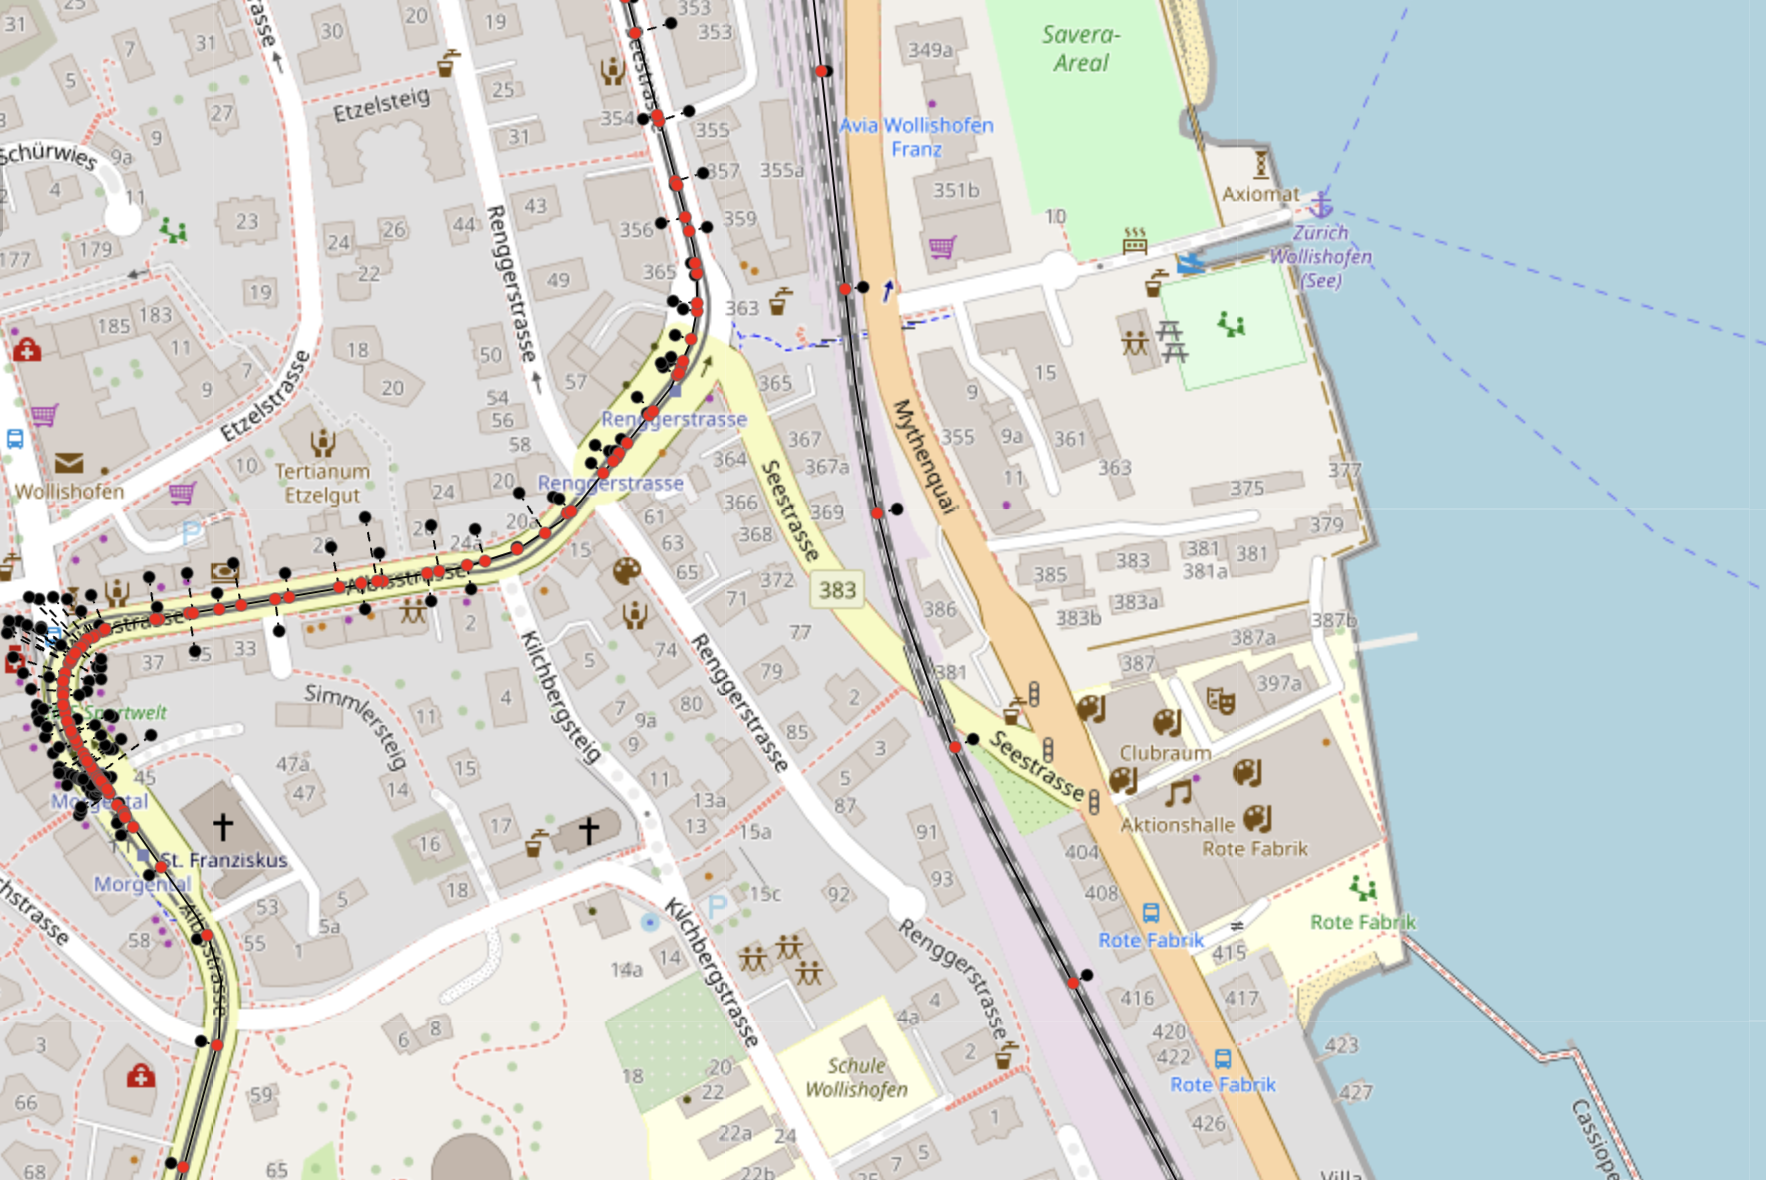 31
25
7
5
31
30
20
19
353
353
Seestrasse
349a
Savera-
Areal
27
Etzelsteig
25
31
354
355
Avia Wollishofen
Franz
9
9a
Schürwies
4
11
357
355a
351b
Axiomat
10
23
24
26
44
43
Renggerstrasse
356
359
Zürich
Wollishofen
(See)
179
177
22
19
49
365
363
185
183
11
18
50
9
7
20
57
365
15
9
Etzelstrasse
54
56
58
Renggerstrasse
367
Mythenquai
355
9a
361
Wollishofen
10
Tertianum
Etzelgut
24
20
Renggerstrasse
364
367a
11
363
377
375
366
369
Seestrasse
368
379
20a
24a
61
63
15
65
383
381
381a
381
385
Albisstrasse
372
383
71
386
383b
383a
387b
387a
2
77
37
35
33
5
74
79
381
387
397a
Simmlersteig
Kilchbergsteig
Renggerstrasse
4
11
7
9a
9
80
2
85
3
Sportwelt
Seestrasse
Clubraum
45
47a
47
14
15
11
5
87
Morgental
13a
13
15a
91
404
Aktionshalle
Rote Fabrik
16
17
St. Franziskus
Morgental
18
15c
92
93
408
53
5
5a
Kilchbergstrasse
Renggerstrasse
Rote Fabrik
Rote Fabrik
58
Albisstrasse
55
1
14a
14
415
416
417
4
4a
6
8
3
420
422
423
2
Schule
Wollishofen
Rote Fabrik
18
20
22
427
66
59
1
426
22a
24
Cassiope
68
65
22b
7
5
Villa